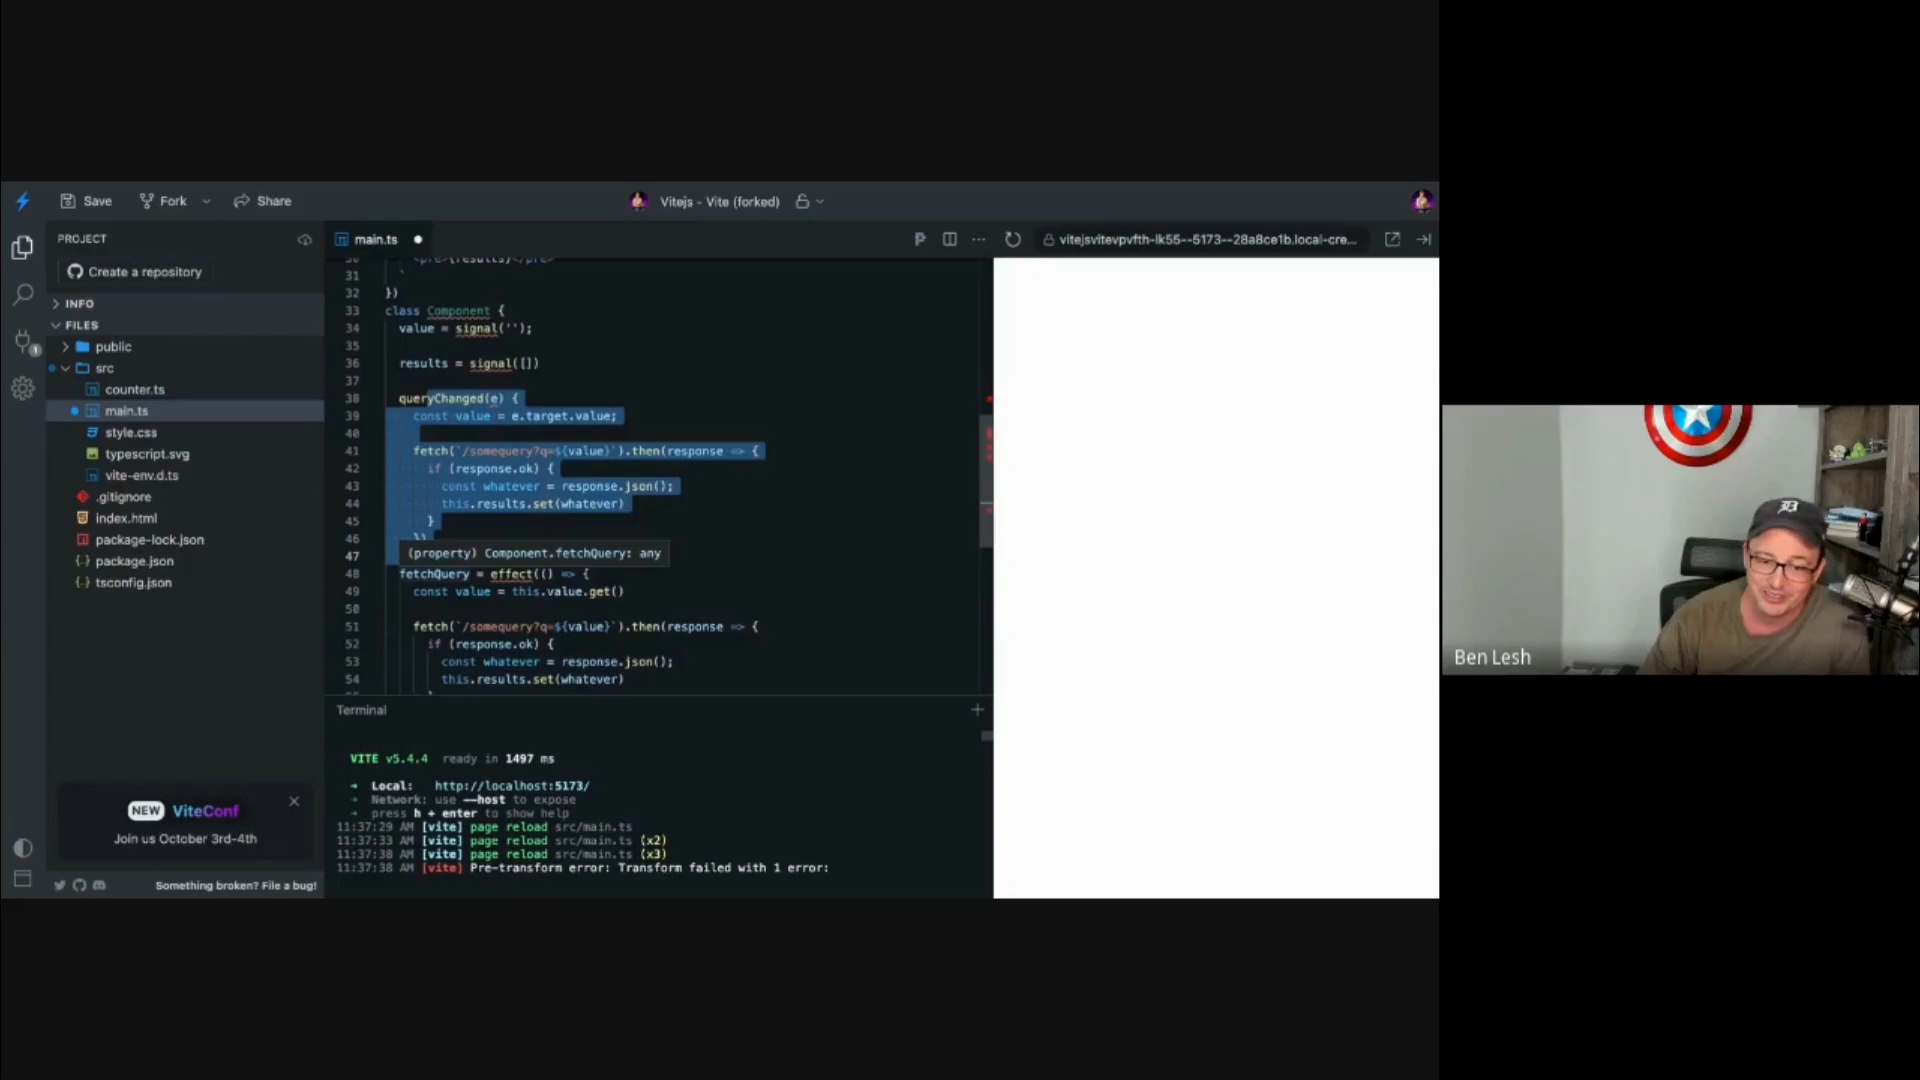 Save
Fork
Share
Vitejs - Vite (forked)
PROJECT
Create a repository
INFO
FILES
public
src
TS counter.ts
TS main.ts
style.css
typescript.svg
TS vite-env.d.ts
.gitignore
index.html
package-lock.json
{} package.json
{} tsconfig.json
NEW ViteConf
Join us October 3rd-4th
Something broken? File a bug!
TS main.ts
vitejsvitevpvfth-lk55--5173--28a8ce1b.local-cre...
30 <pre>{results}</pre>
31 `
32 })
33 class Component {
34 value = signal('');
35
36 results = signal([])
37
38 queryChanged(e) {
39 const value = e.target.value;
40
41 fetch(`/somequery?q=${value}`).then(response => {
42 if (response.ok) {
43 const whatever = response.json();
44 this.results.set(whatever)
45 }
46 })
47 (property) Component.fetchQuery: any
48 fetchQuery = effect(() => {
49 const value = this.value.get()
50
51 fetch(`/somequery?q=${value}`).then(response => {
52 if (response.ok) {
53 const whatever = response.json();
54 this.results.set(whatever)
Terminal
VITE v5.4.4 ready in 1497 ms
➜ Local: http://localhost:5173/
➜ Network: use --host to expose
➜ press h + enter to show help
11:37:29 AM [vite] page reload src/main.ts
11:37:33 AM [vite] page reload src/main.ts (x2)
11:37:38 AM [vite] page reload src/main.ts (x3)
11:37:38 AM [vite] Pre-transform error: Transform failed with 1 error:
Ben Lesh